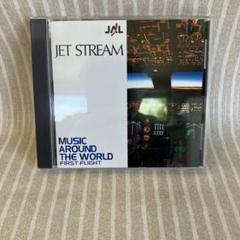 JAL
JET STREAM
MUSIC
AROUND
THE WORLD
FIRST FLIGHT